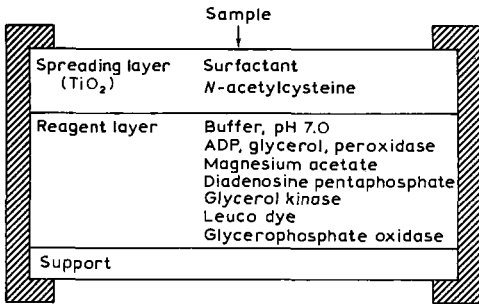 Sample
Spreading layer Surfactant
(TiO₂) N-acetylcysteine
Reagent layer Buffer, pH 7.0
ADP, glycerol, peroxidase
Magnesium acetate
Diadenosine pentaphosphate
Glycerol kinase
Leuco dye
Glycerophosphate oxidase
Support